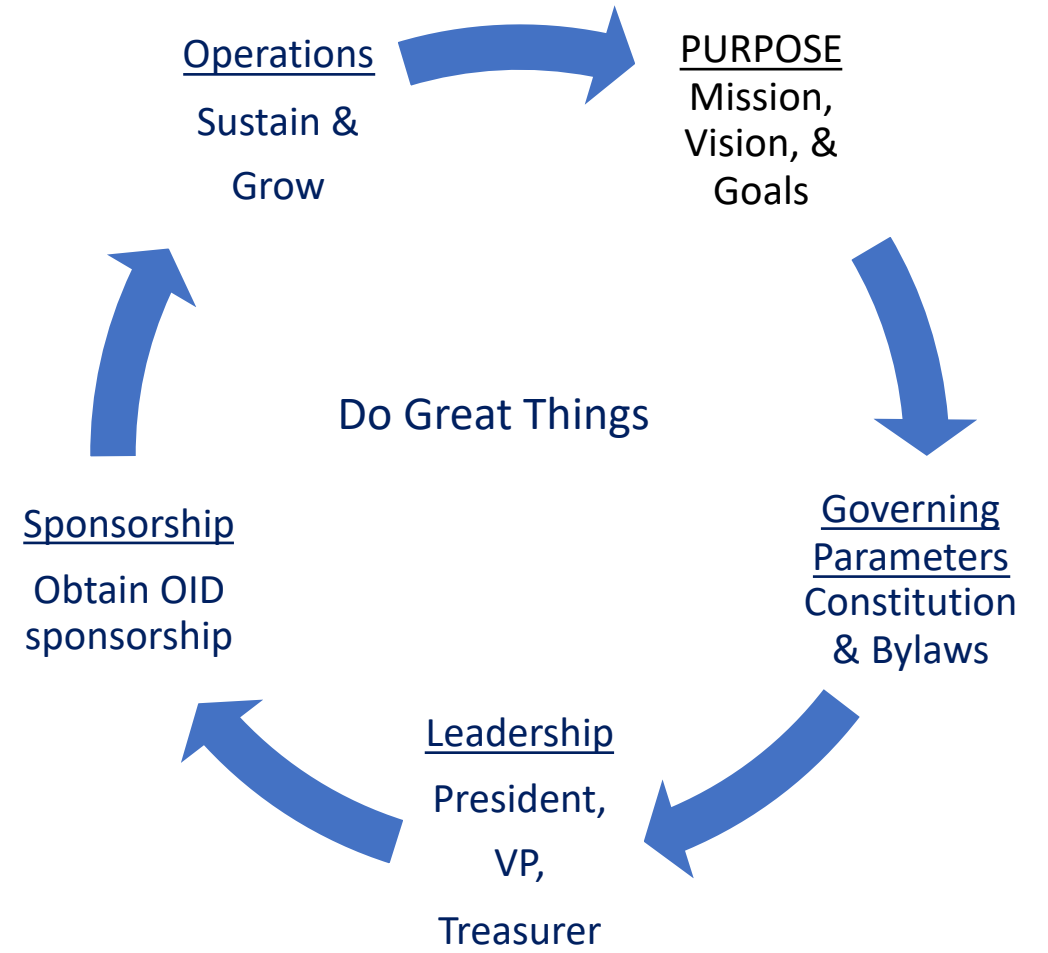 Operations
Sustain &
Grow
PURPOSE
Mission,
Vision, &
Goals
Do Great Things
Governing
Parameters
Constitution
& Bylaws
Leadership
President,
VP,
Treasurer
Sponsorship
Obtain OID
sponsorship